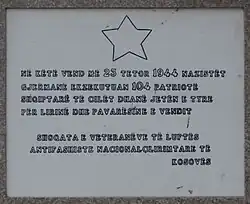 NË KËTË VEND MË 23 TETOR 1944 NAZISTËT
GJERMANË EKZEKUTUAN 104 PATRIOTË
SHQIPTARË TË CILËT DHANË JETËN E TYRE
PËR LIRINË DHE PAVARËSINË E VENDIT
SHOQATA E VETERANËVE TË LUFTËS
ANTIFASHISTE NACIONALÇLIRIMTARE TË
KOSOVËS